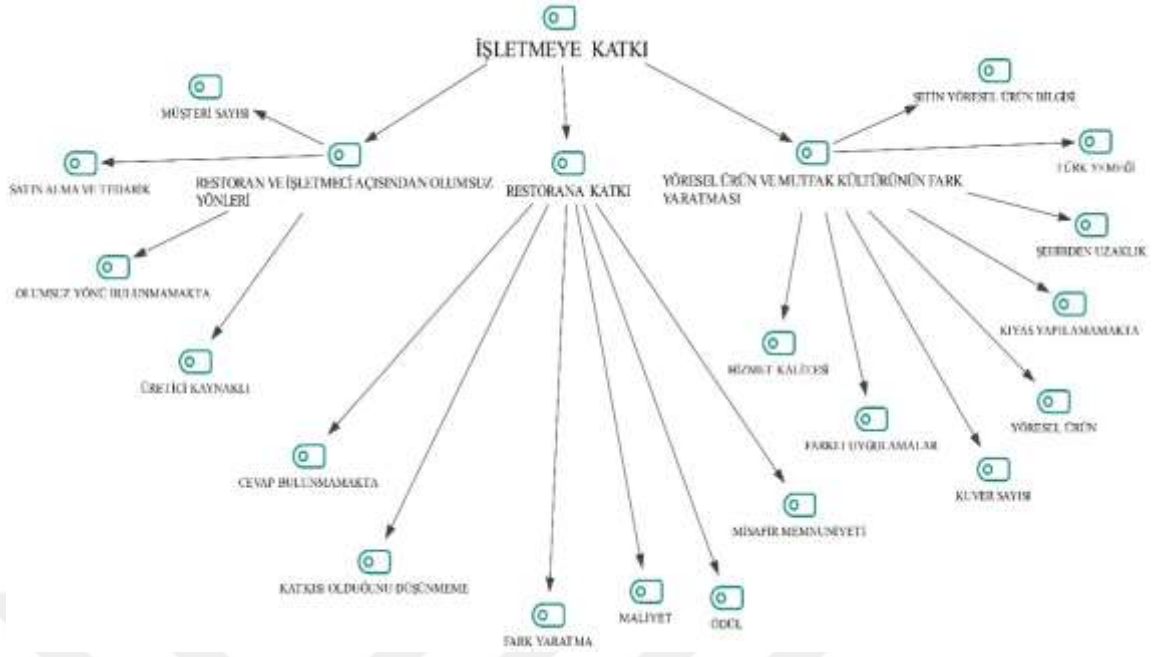 İŞLETMEYE KATKI
MÜŞTERİ SAYISI
ŞEFİN YÖRESEL ÜRÜN BİLGİSİ
SATIN ALMA VE TEDARİK
RESTORAN VE İŞLETMECİ AÇISINDAN OLUMSUZ
YÖNLERİ
RESTORANA KATKI
YÖRESEL ÜRÜN VE MUTFAK KÜLTÜRÜNÜN FARK
YARATMASI
TÜRK YEMEĞİ
ŞEHİRDEN UZAKLIK
OLUMSUZ YÖNÜ BULUNMAMAKTA
KIYAS YAPILAMAMAKTA
ÜRETİCİ KAYNAKLI
HİZMET KALİTESİ
YÖRESEL ÜRÜN
FARKLI UYGULAMALAR
CEVAP BULUNMAMAKTA
KUVER SAYISI
MİSAFİR MEMNUNİYETİ
KATKISI OLDUĞUNU DÜŞÜNMEME
FARK YARATMA
MALİYET
ÖDÜL